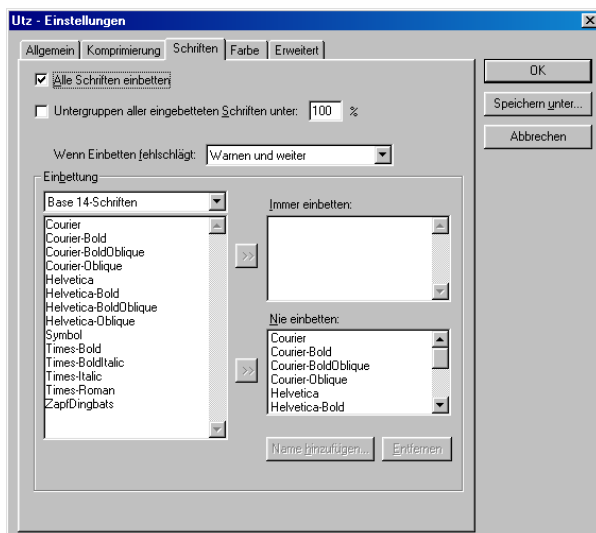 Utz - Einstellungen
Allgemein Komprimierung Schriften Farbe Erweitert
Alle Schriften einbetten
Untergruppen aller eingebetteten Schriften unter: 100 %
Wenn Einbetten fehlschlägt: Warnen und weiter
OK
Speichern unter...
Abbrechen
Einbettung
Base 14-Schriften
Courier
Courier-Bold
Courier-BoldOblique
Courier-Oblique
Helvetica
Helvetica-Bold
Helvetica-BoldOblique
Helvetica-Oblique
Symbol
Times-Bold
Times-BoldItalic
Times-Italic
Times-Roman
ZapfDingbats
>>
>>
Immer einbetten:
Nie einbetten:
Courier
Courier-Bold
Courier-BoldOblique
Courier-Oblique
Helvetica
Helvetica-Bold
Name hinzufügen... Entfernen